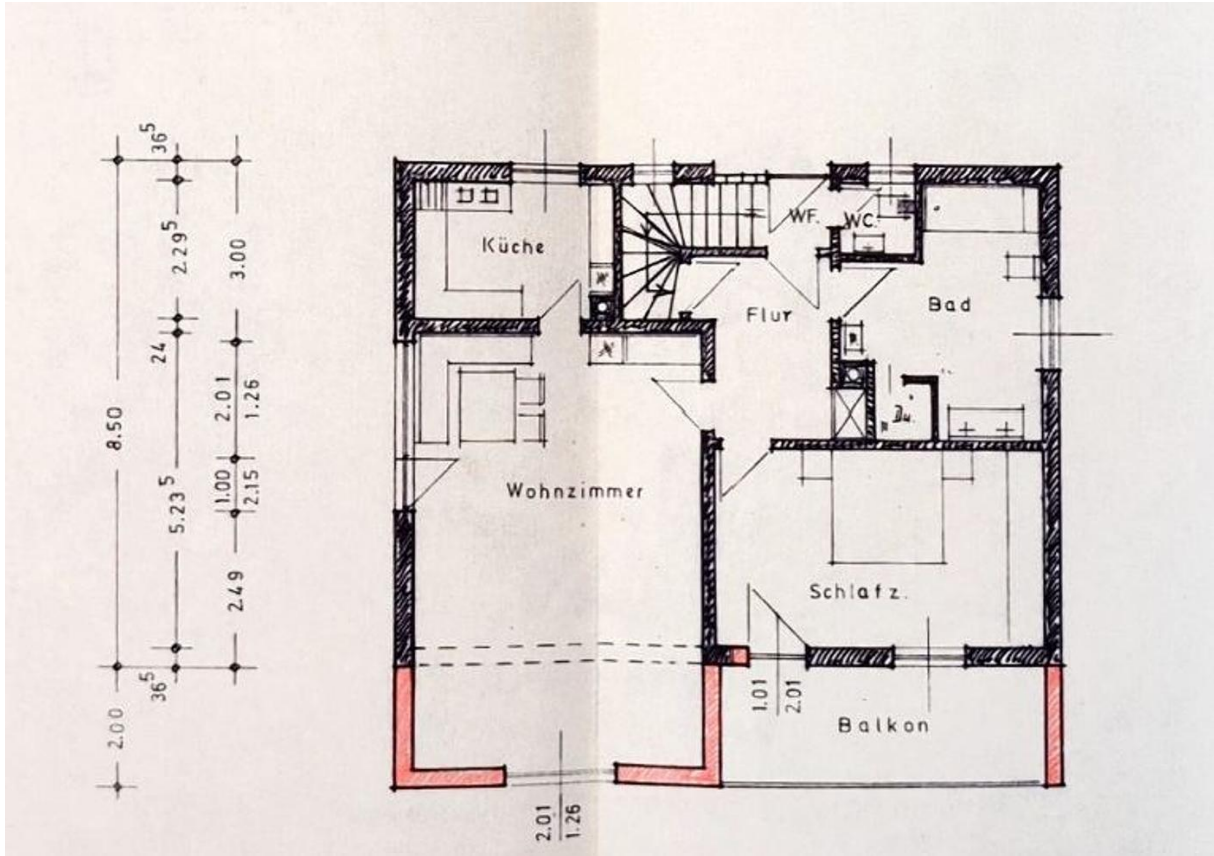 36⁵
2.29⁵
3.00
24
8.50
2.01
1.26
1.00
2.15
5.23⁵
2.49
36⁵
2.00
Küche
WF.
WC.
Flur
Bad
Du.
Wohnzimmer
Schlafz.
1.01
2.01
Balkon
2.01
1.26